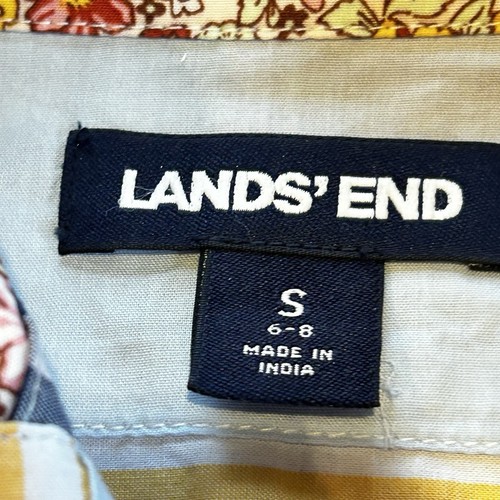 LANDS' END
S
6-8
MADE IN
INDIA